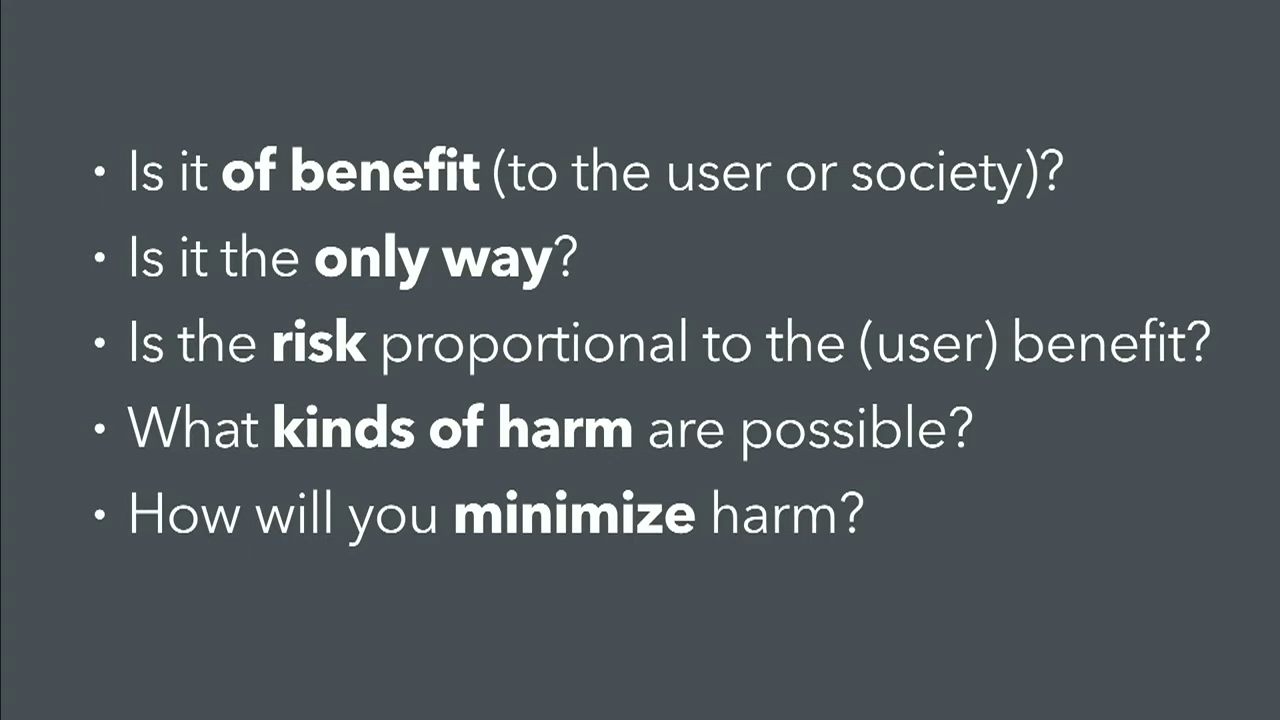 • Is it of benefit (to the user or society)?
• Is it the only way?
• Is the risk proportional to the (user) benefit?
• What kinds of harm are possible?
• How will you minimize harm?